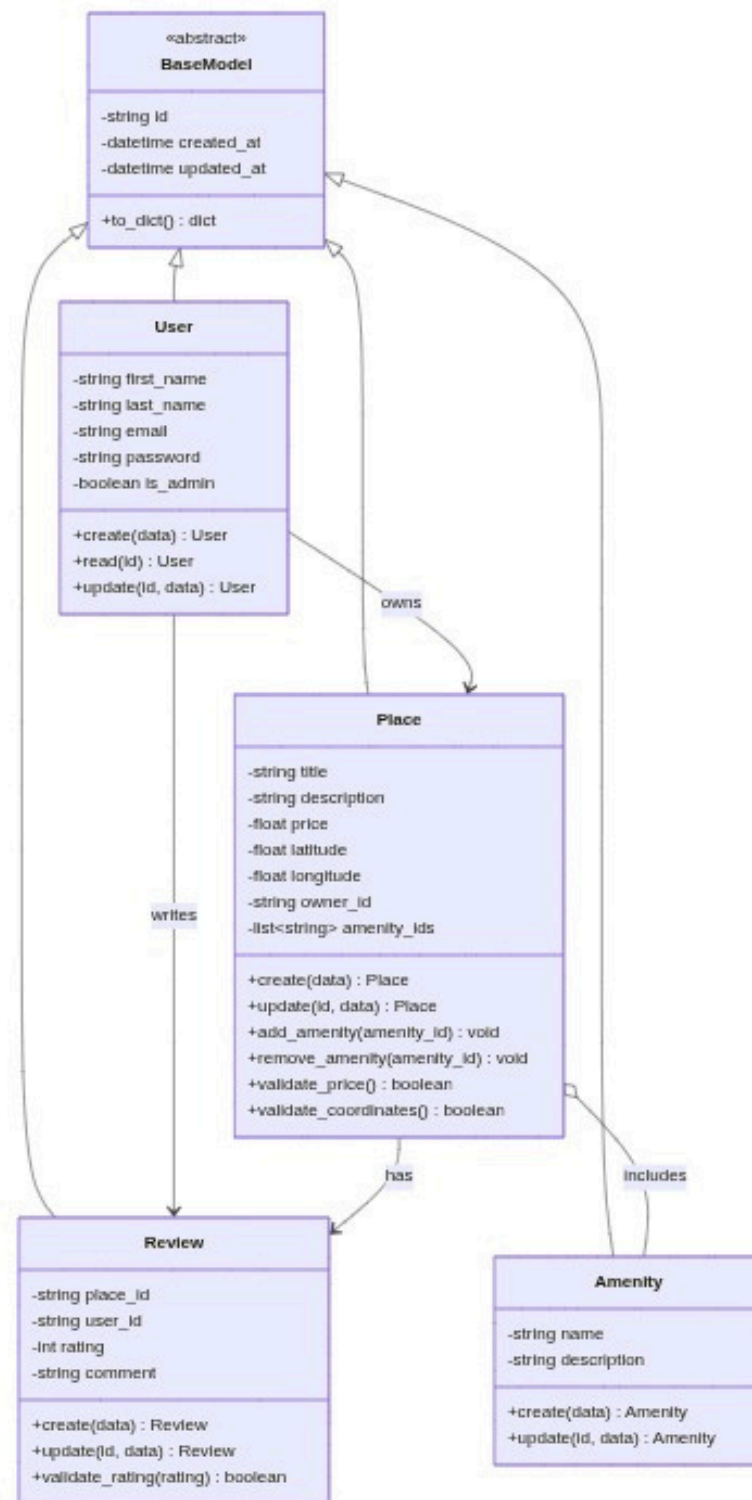 «abstract»
BaseModel
-string id
-datetime created_at
-datetime updated_at
+to_dict() : dict
User
-string first_name
-string last_name
-string email
-string password
-boolean is_admin
+create(data) : User
+read(id) : User
+update(id, data) : User
owns
Place
-string title
-string description
-float price
-float latitude
-float longitude
-string owner_id
-list<string> amenity_ids
+create(data) : Place
+update(id, data) : Place
+add_amenity(amenity_id) : void
+remove_amenity(amenity_id) : void
+validate_price() : boolean
+validate_coordinates() : boolean
writes
has
includes
Review
-string place_id
-string user_id
-int rating
-string comment
+create(data) : Review
+update(id, data) : Review
+validate_rating(rating) : boolean
Amenity
-string name
-string description
+create(data) : Amenity
+update(id, data) : Amenity